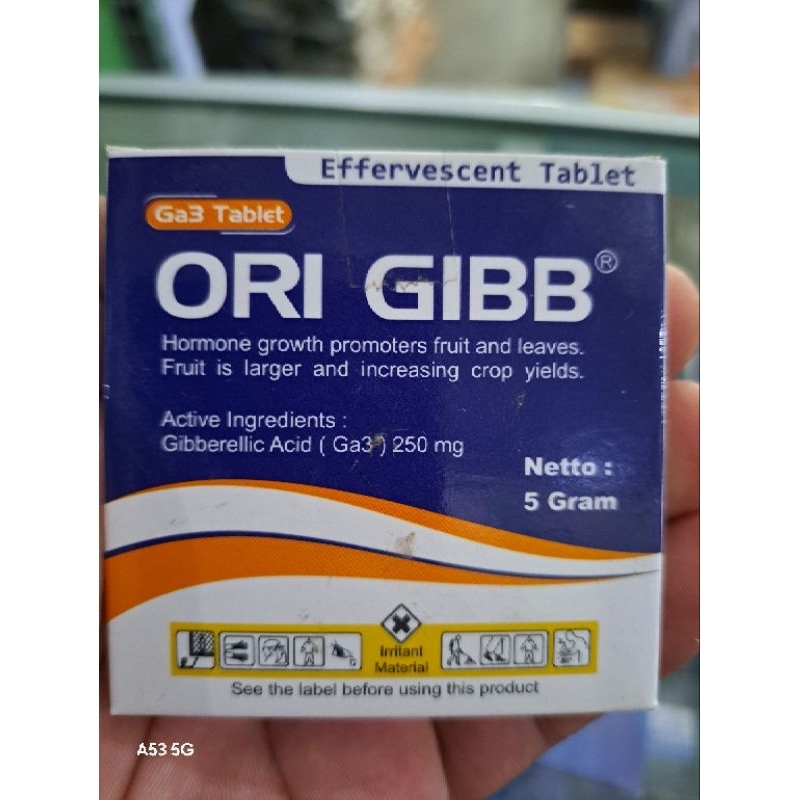 Effervescent Tablet
Ga3 Tablet
ORI GIBB®
Hormone growth promoters fruit and leaves.
Fruit is larger and increasing crop yields.
Active Ingredients :
Gibberellic Acid ( Ga3 ) 250 mg
Netto :
5 Gram
Irritant
Material
See the label before using this product
A53 5G